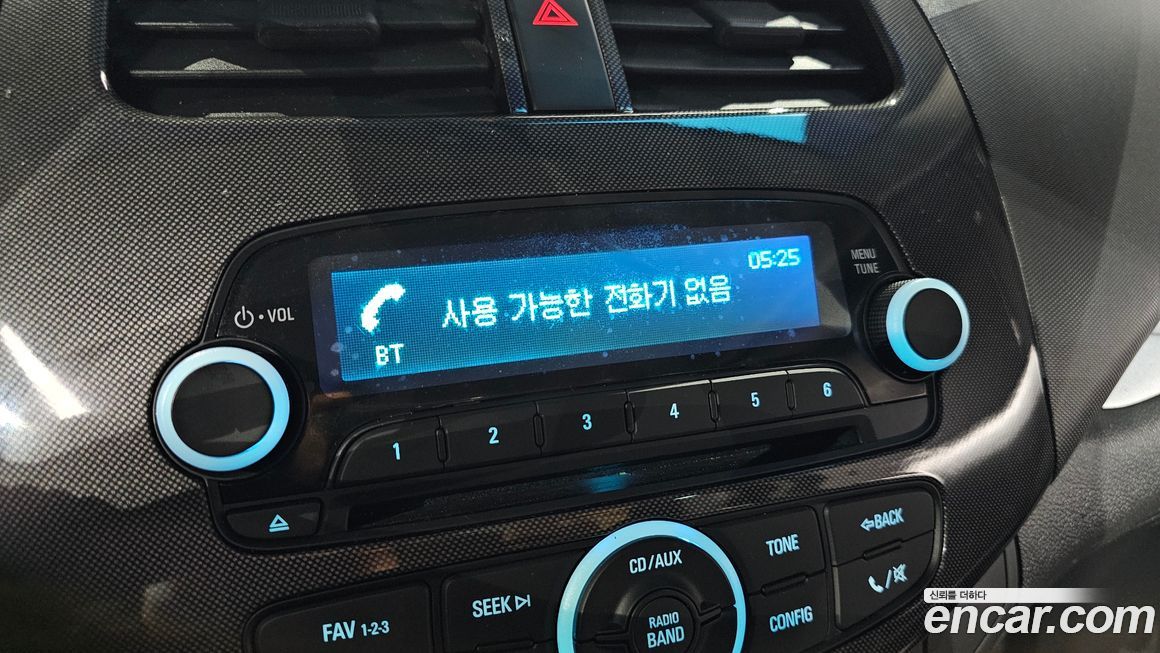 05:25
사용 가능한 전화기 없음
BT
VOL
MENU
TUNE
1 2 3 4 5 6
CD/AUX
TONE
BACK
SEEK
FAV 1-2-3
RADIO
BAND
CONFIG
신뢰를 더하다
encar.com